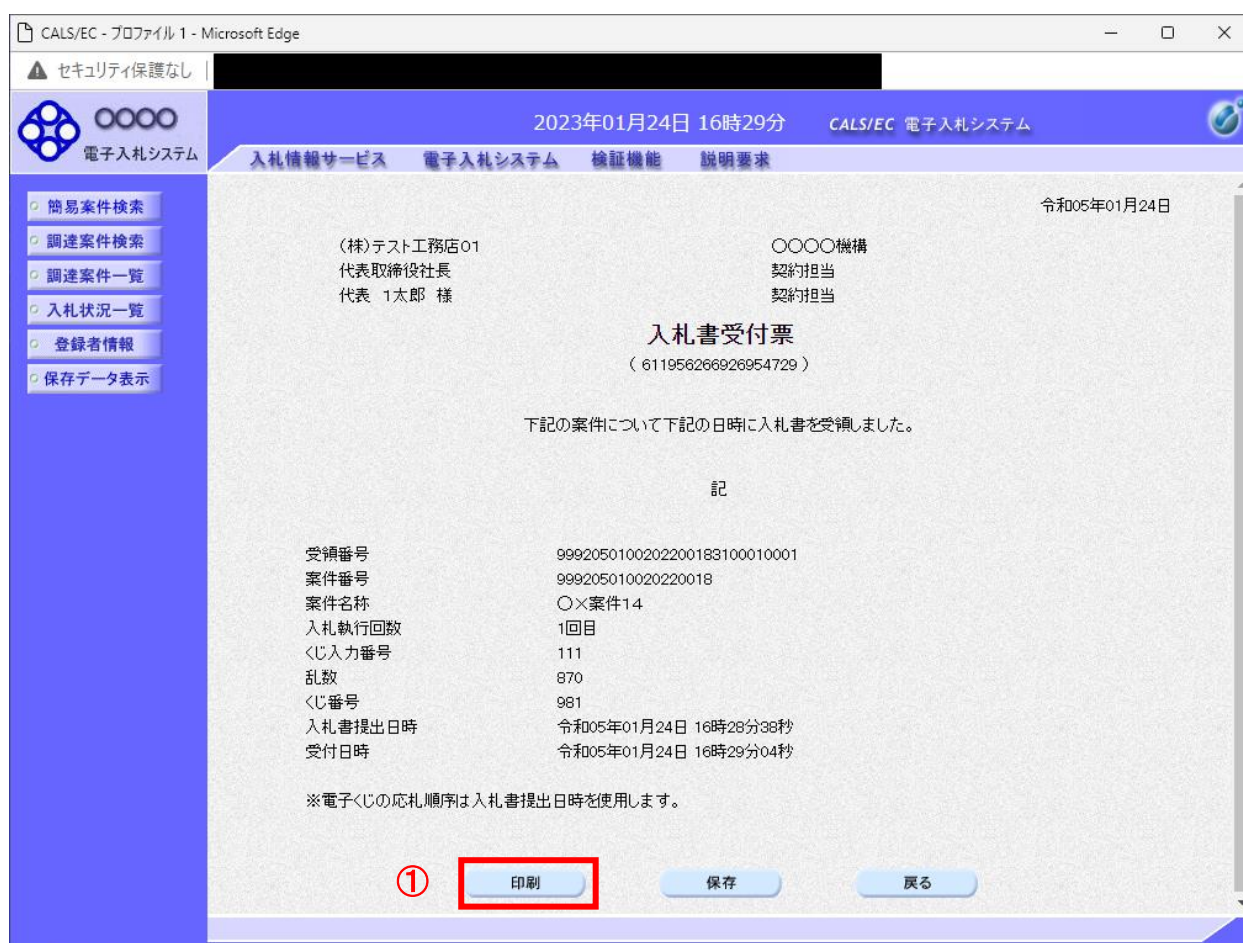 CALS/EC - プロファイル 1 - Microsoft Edge
セキュリティ保護なし
〇〇〇〇
電子入札システム
2023年01月24日 16時29分 CALS/EC 電子入札システム
入札情報サービス 電子入札システム 検証機能 説明要求
簡易案件検索
調達案件検索
調達案件一覧
入札状況一覧
登録者情報
保存データ表示
令和05年01月24日
(株)テスト工務店01
代表取締役社長
代表 1太郎 様
〇〇〇〇機構
契約担当
契約担当
入札書受付票
( 611956266926954729 )
下記の案件について下記の日時に入札書を受領しました。
記
受領番号 9992050100202200183100010001
案件番号 999205010020220018
案件名称 〇×案件14
入札執行回数 1回目
くじ入力番号 111
乱数 870
くじ番号 981
入札書提出日時 令和05年01月24日 16時28分38秒
受付日時 令和05年01月24日 16時29分04秒
※電子くじの応札順序は入札書提出日時を使用します。
① 印刷 保存 戻る